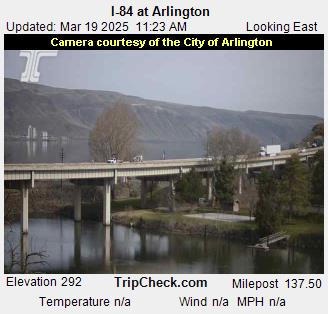 I-84 at Arlington
Updated: Mar 19 2025 11:23 AM Looking East
Camera courtesy of the City of Arlington
Elevation 292 TripCheck.com Milepost 137.50
Temperature n/a Wind n/a MPH n/a